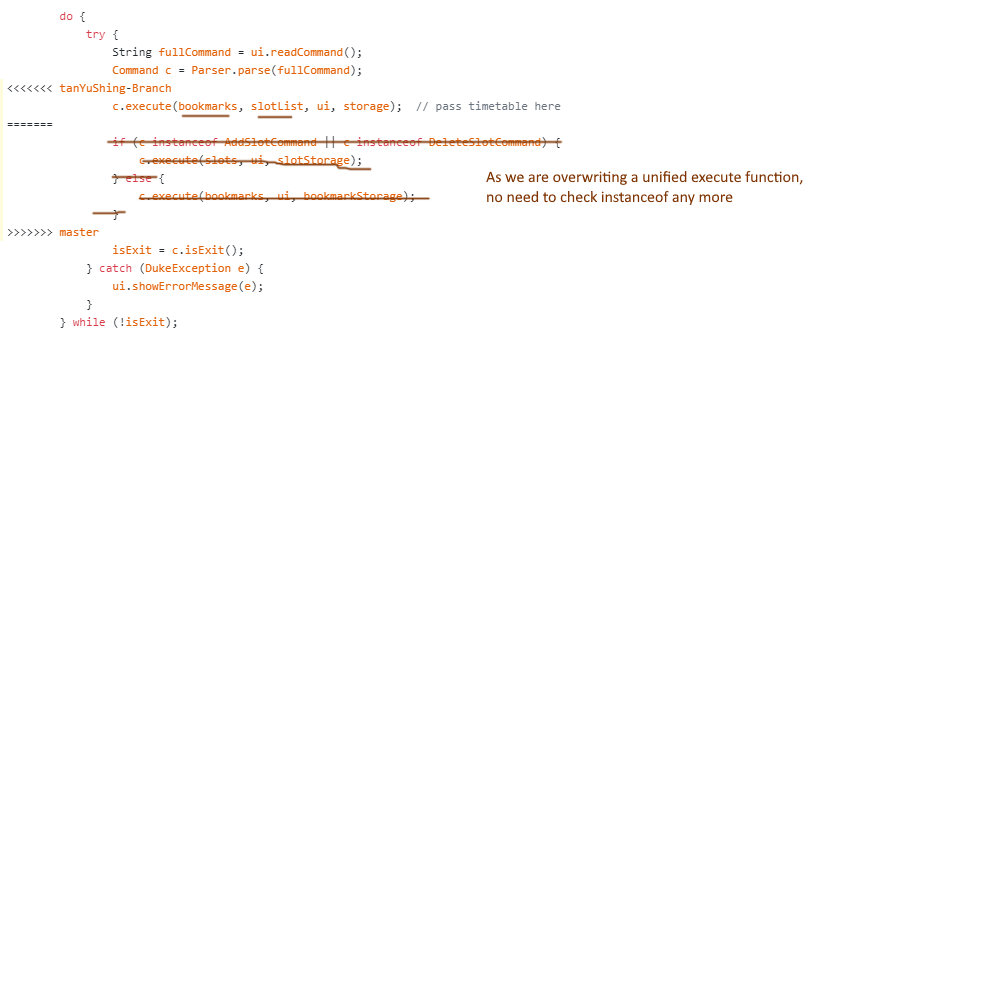 do {
try {
String fullCommand = ui.readCommand();
Command c = Parser.parse(fullCommand);
<<<<<<< tanYuShing-Branch
c.execute(bookmarks, slotList, ui, storage);  // pass timetable here
=======
if (c instanceof AddSlotCommand || c instanceof DeleteSlotCommand) {
c.execute(slots, ui, slotStorage);
} else {
As we are overwriting a unified execute function,
no need to check instanceof any more
c.execute(bookmarks, ui, bookmarkStorage);
}
>>>>>>> master
isExit = c.isExit();
} catch (DukeException e) {
ui.showErrorMessage(e);
}
} while (!isExit);